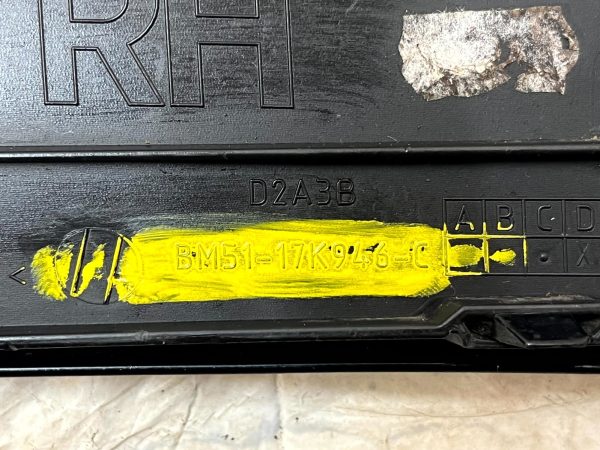 RH
D2A3B
A B C D
BM51-17K946-C
X